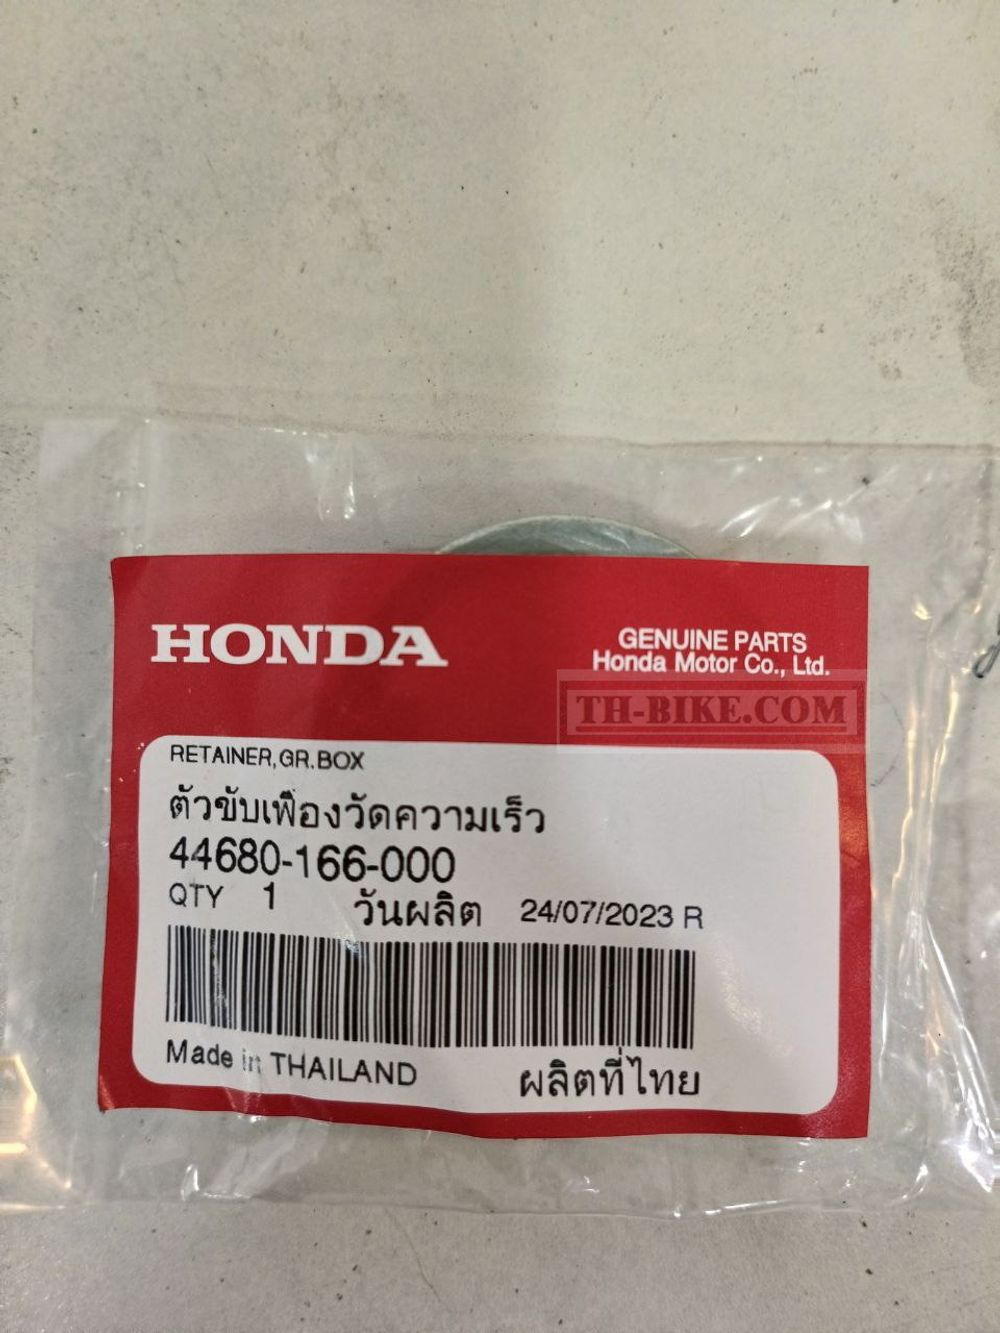 HONDA
GENUINE PARTS
Honda Motor Co., Ltd.
TH-BIKE.COM
RETAINER,GR.BOX
ตัวขับเฟืองวัดความเร็ว
44680-166-000
QTY 1 วันผลิต 24/07/2023 R
Made in THAILAND ผลิตที่ไทย